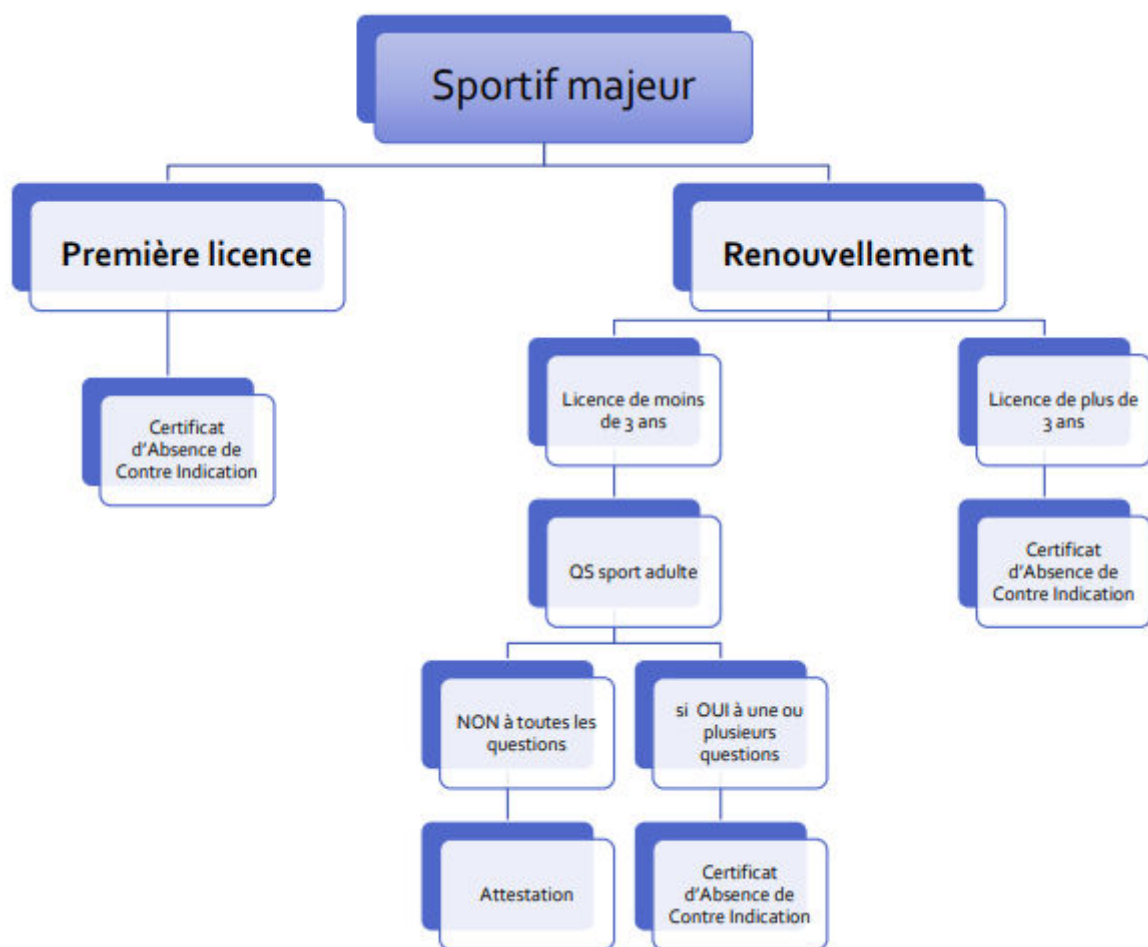 Sportif majeur
Première licence
Renouvellement
Certificat
d'Absence de
Contre Indication
Licence de moins
de 3 ans
Licence de plus de
3 ans
QS sport adulte
Certificat
d'Absence de
Contre Indication
NON à toutes les
questions
si OUI à une ou
plusieurs
questions
Attestation
Certificat
d'Absence de
Contre Indication